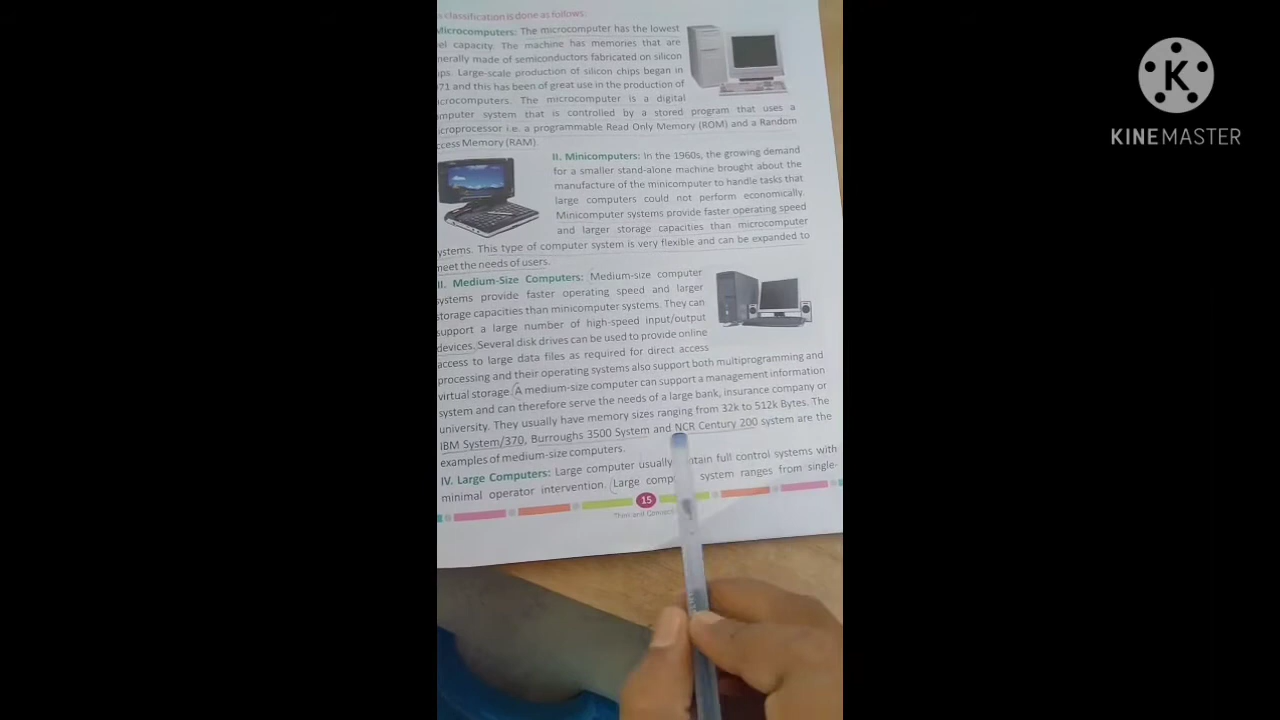 s classification is done as follows:
Microcomputers: The microcomputer has the lowest
el capacity. The machine has memories that are
nerally made of semiconductors fabricated on silicon
ips. Large-scale production of silicon chips began in
71 and this has been of great use in the production of
icrocomputers. The microcomputer is a digital
mputer system that is controlled by a stored program that uses a
icroprocessor i.e. a programmable Read Only Memory (ROM) and a Random
ccess Memory (RAM).
II. Minicomputers: In the 1960s, the growing demand
for a smaller stand-alone machine brought about the
manufacture of the minicomputer to handle tasks that
large computers could not perform economically.
Minicomputer systems provide faster operating speed
and larger storage capacities than microcomputer
ystems. This type of computer system is very flexible and can be expanded to
meet the needs of users.
II. Medium-Size Computers: Medium-size computer
systems provide faster operating speed and larger
storage capacities than minicomputer systems. They can
support a large number of high-speed input/output
devices. Several disk drives can be used to provide online
access to large data files as required for direct access
processing and their operating systems also support both multiprogramming and
virtual storage. A medium-size computer can support a management information
system and can therefore serve the needs of a large bank, insurance company or
university. They usually have memory sizes ranging from 32k to 512k Bytes. The
IBM System/370, Burroughs 3500 System and NCR Century 200 system are the
examples of medium-size computers.
IV. Large Computers: Large computer usually ntain full control systems with
minimal operator intervention. Large comp system ranges from single-
15
KINEMASTER